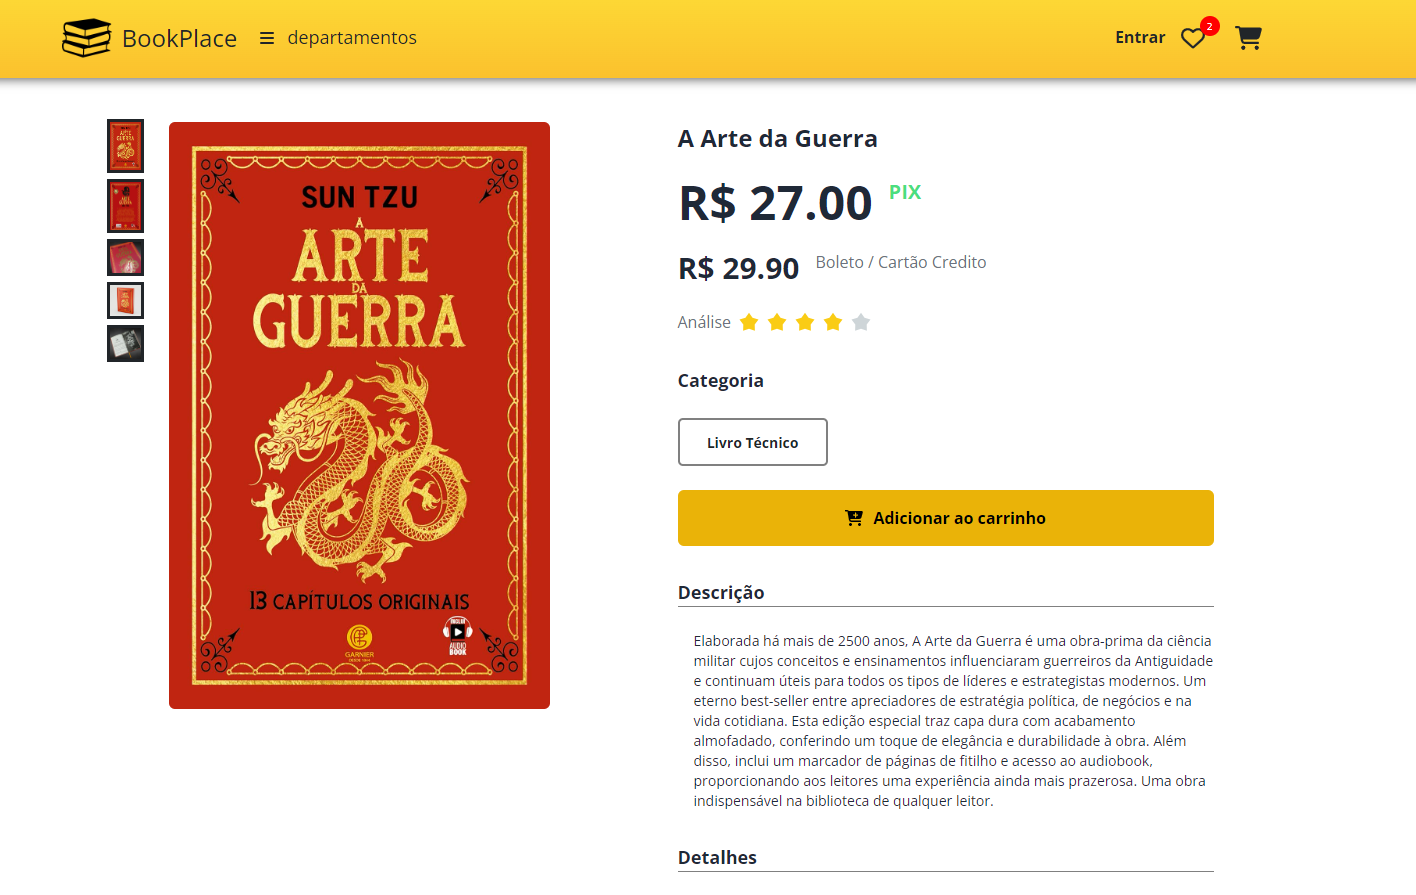 BookPlace
departamentos
Entrar
2
SUN TZU
A
ARTE
DA
GUERRA
13 CAPÍTULOS ORIGINAIS
GARNIER
AUDIO
BOOK
A Arte da Guerra
R$ 27.00 PIX
R$ 29.90 Boleto / Cartão Credito
Análise
Categoria
Livro Técnico
Adicionar ao carrinho
Descrição
Elaborada há mais de 2500 anos, A Arte da Guerra é uma obra-prima da ciência
militar cujos conceitos e ensinamentos influenciaram guerreiros da Antiguidade
e continuam úteis para todos os tipos de líderes e estrategistas modernos. Um
eterno best-seller entre apreciadores de estratégia política, de negócios e na
vida cotidiana. Esta edição especial traz capa dura com acabamento
almofadado, conferindo um toque de elegância e durabilidade à obra. Além
disso, inclui um marcador de páginas de fitilho e acesso ao audiobook,
proporcionando aos leitores uma experiência ainda mais prazerosa. Uma obra
indispensável na biblioteca de qualquer leitor.
Detalhes